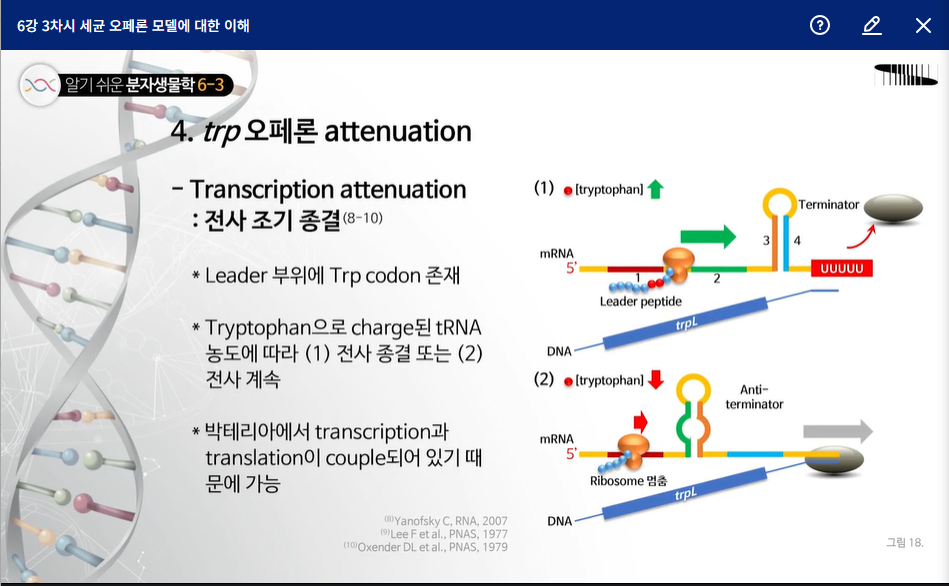 6강 3차시 세균 오페론 모델에 대한 이해
알기 쉬운 분자생물학 6-3
4. trp 오페론 attenuation
- Transcription attenuation
: 전사 조기 종결(8-10)
* Leader 부위에 Trp codon 존재
* Tryptophan으로 charge된 tRNA
농도에 따라 (1) 전사 종결 또는 (2)
전사 계속
* 박테리아에서 transcription과
translation이 couple되어 있기 때
문에 가능
(8)Yanofsky C, RNA, 2007
(9)Lee F et al., PNAS, 1977
(10)Oxender DL et al., PNAS, 1979
(1) [tryptophan]
Terminator
3 4
mRNA
5'
UUUUU
1
2
Leader peptide
trpL
DNA
(2) [tryptophan]
Anti-
terminator
mRNA
5'
Ribosome 멈춤
trpL
DNA
그림 18.